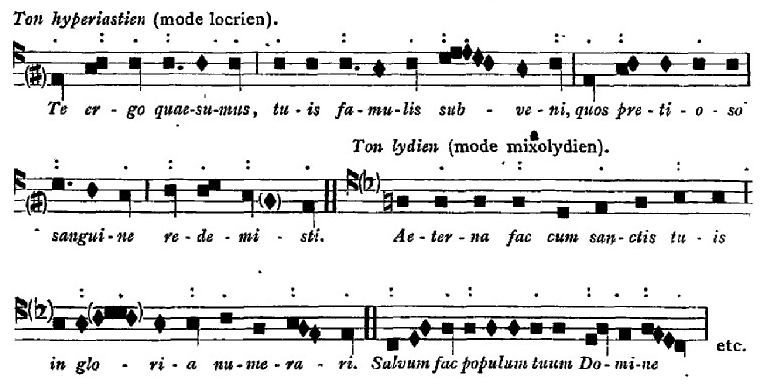 Ton hyperiastien (mode locrien).
Te er - go quae-su-mus, tu - is fa - mu - lis sub - ve - ni, quos pre - ti - o - so
Ton lydien (mode mixolydien).
sangui - ne re - de - mi - sti. Ae - ter - na fac cum san - ctis tu - is
in glo - ri - a nu - me - ra - ri. Salvum fac populum tuum Do - mi - ne etc.